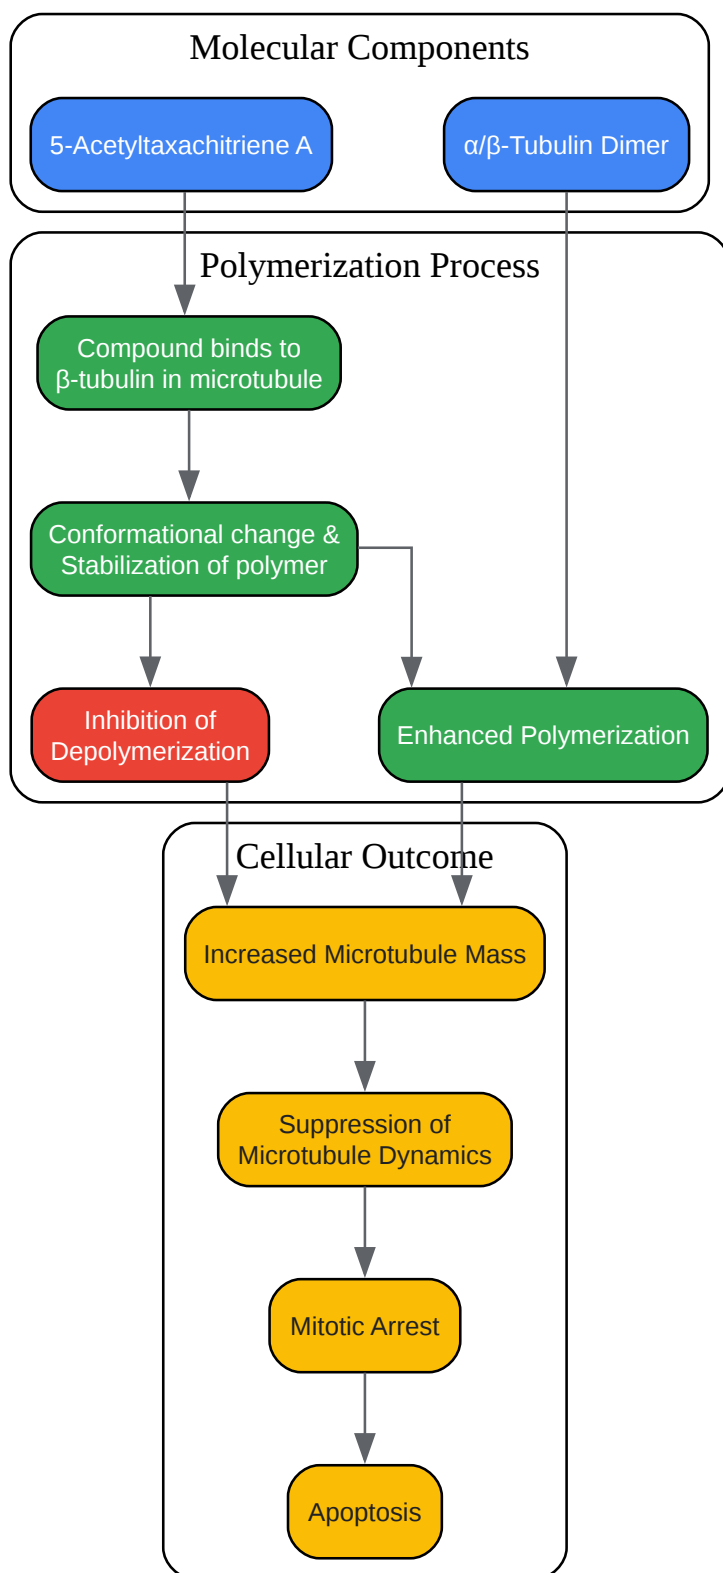 Molecular Components
5-Acetyltaxachitriene A
α/β-Tubulin Dimer
Polymerization Process
Compound binds to
β-tubulin in microtubule
Conformational change &
Stabilization of polymer
Inhibition of
Depolymerization
Enhanced Polymerization
Cellular Outcome
Increased Microtubule Mass
Suppression of
Microtubule Dynamics
Mitotic Arrest
Apoptosis